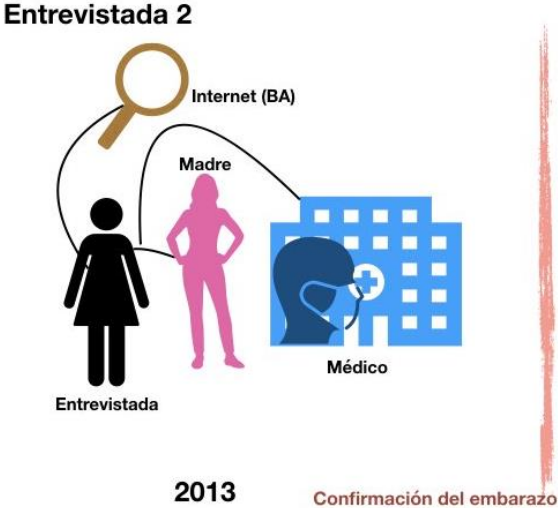 Entrevistada 2
Internet (BA)
Madre
Médico
Entrevistada
2013
Confirmación del embarazo